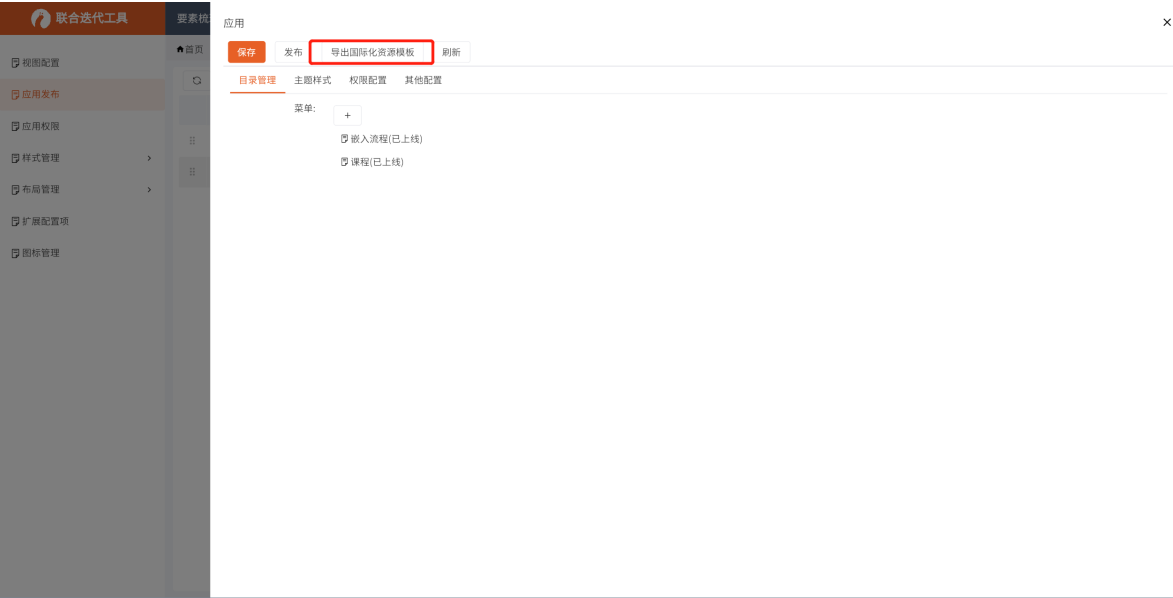 联合迭代工具
视图配置
应用发布
应用权限
样式管理
布局管理
扩展配置项
图标管理
要素梳
首页
应用
保存 发布 导出国际化资源模板 刷新
目录管理 主题样式 权限配置 其他配置
菜单:
+
嵌入流程(已上线)
课程(已上线)